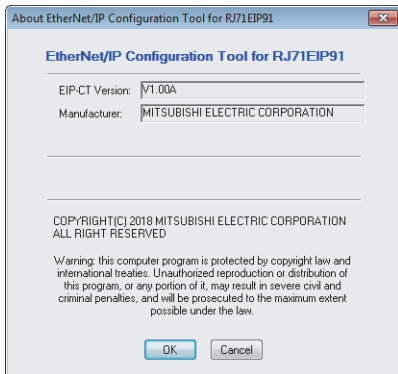 About EtherNet/IP Configuration Tool for RJ71EIP91
EtherNet/IP Configuration Tool for RJ71EIP91
EIP-CT Version: V1.00A
Manufacturer: MITSUBISHI ELECTRIC CORPORATION
COPYRIGHT(C) 2018 MITSUBISHI ELECTRIC CORPORATION
ALL RIGHT RESERVED
Warning: this computer program is protected by copyright law and
international treaties. Unauthorized reproduction or distribution of
this program, or any portion of it, may result in severe civil and
criminal penalties, and will be prosecuted to the maximum extent
possible under the law.
OK Cancel